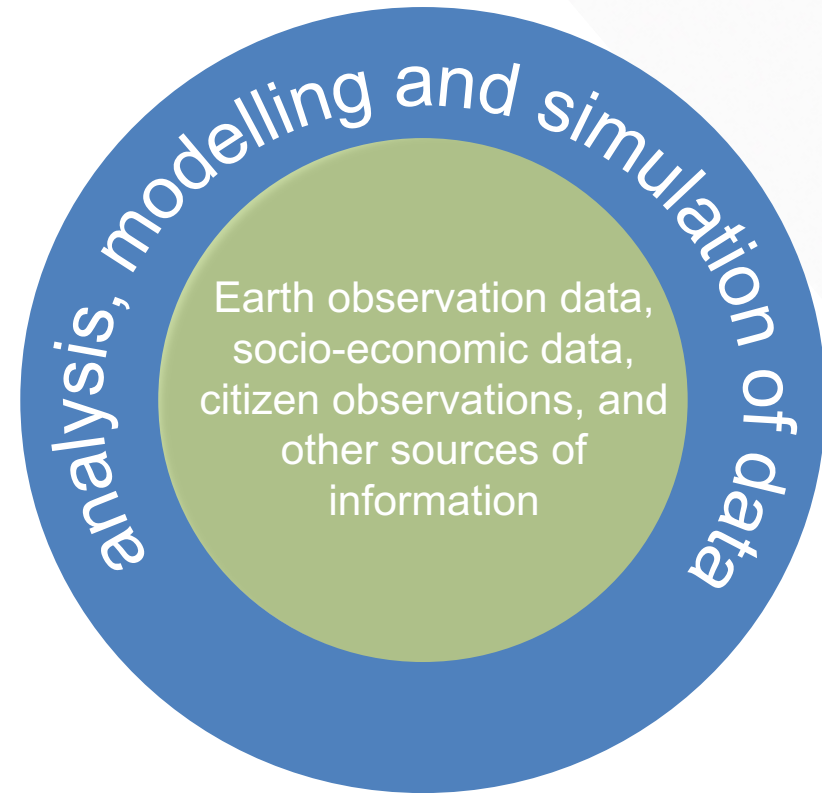 analysis, modelling and simulation of data
Earth observation data,
socio-economic data,
citizen observations, and
other sources of
information